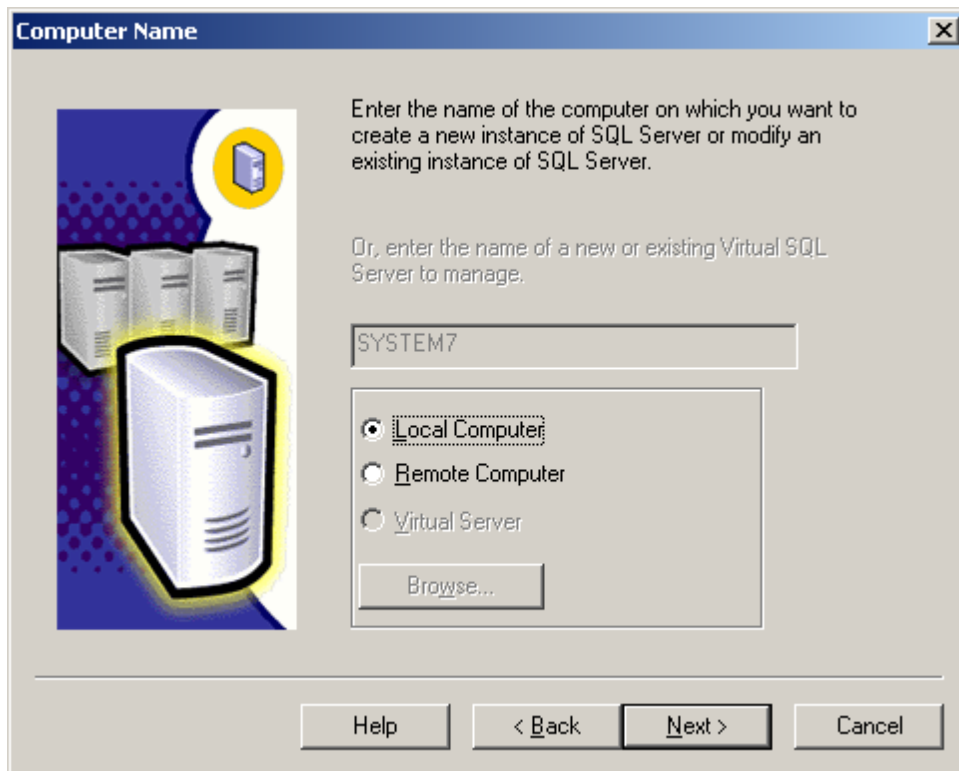 Computer Name
Enter the name of the computer on which you want to
create a new instance of SQL Server or modify an
existing instance of SQL Server.
Or, enter the name of a new or existing Virtual SQL
Server to manage.
SYSTEM7
Local Computer
Remote Computer
Virtual Server
Browse...
Help
< Back
Next >
Cancel